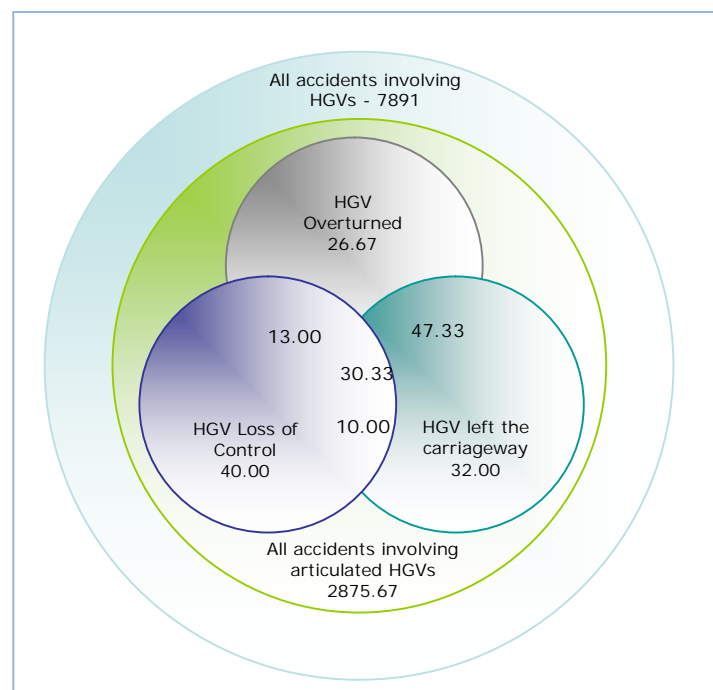 All accidents involving
HGVs - 7891
HGV
Overturned
26.67
13.00
47.33
30.33
10.00
HGV Loss of
Control
40.00
HGV left the
carriageway
32.00
All accidents involving
articulated HGVs
2875.67